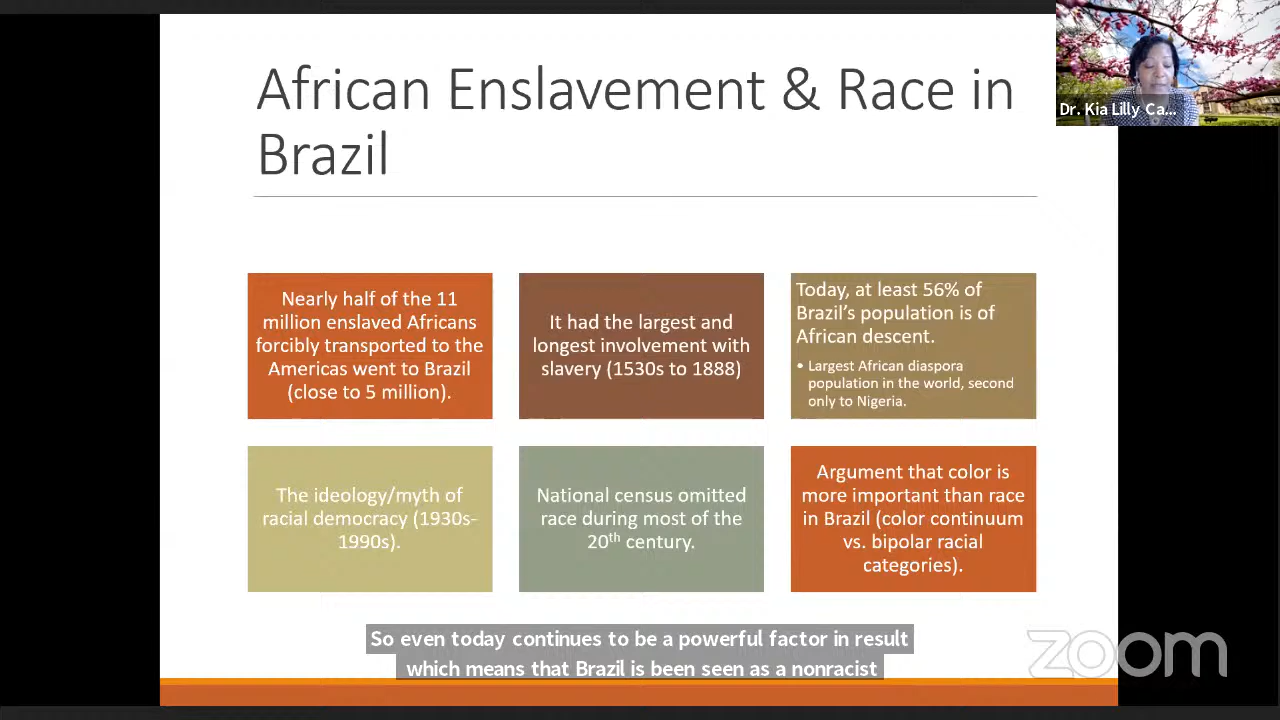 African Enslavement & Race in
Brazil
Dr. Kia Lilly Ca...
Nearly half of the 11
million enslaved Africans
forcibly transported to the
Americas went to Brazil
(close to 5 million).
It had the largest and
longest involvement with
slavery (1530s to 1888)
Today, at least 56% of
Brazil's population is of
African descent.
• Largest African diaspora
population in the world, second
only to Nigeria.
The ideology/myth of
racial democracy (1930s-
1990s).
National census omitted
race during most of the
20th century.
Argument that color is
more important than race
in Brazil (color continuum
vs. bipolar racial
categories).
So even today continues to be a powerful factor in result
which means that Brazil is been seen as a nonracist
zoom